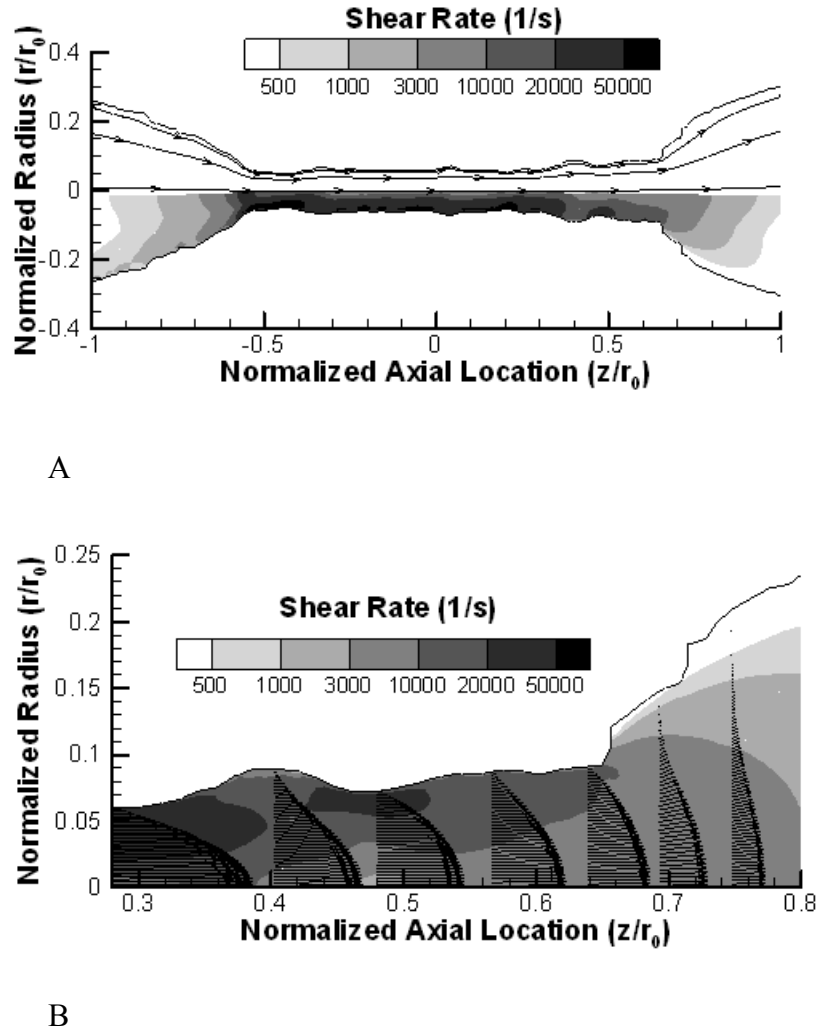 Shear Rate (1/s)
500 1000 3000 10000 20000 50000
Normalized Radius (r/r0)
0.4
0.2
0
-0.2
-0.4
-1 -0.5 0 0.5 1
Normalized Axial Location (z/r0)
A
Shear Rate (1/s)
500 1000 3000 10000 20000 50000
Normalized Radius (r/r0)
0.25
0.2
0.15
0.1
0.05
0
0.3 0.4 0.5 0.6 0.7 0.8
Normalized Axial Location (z/r0)
B